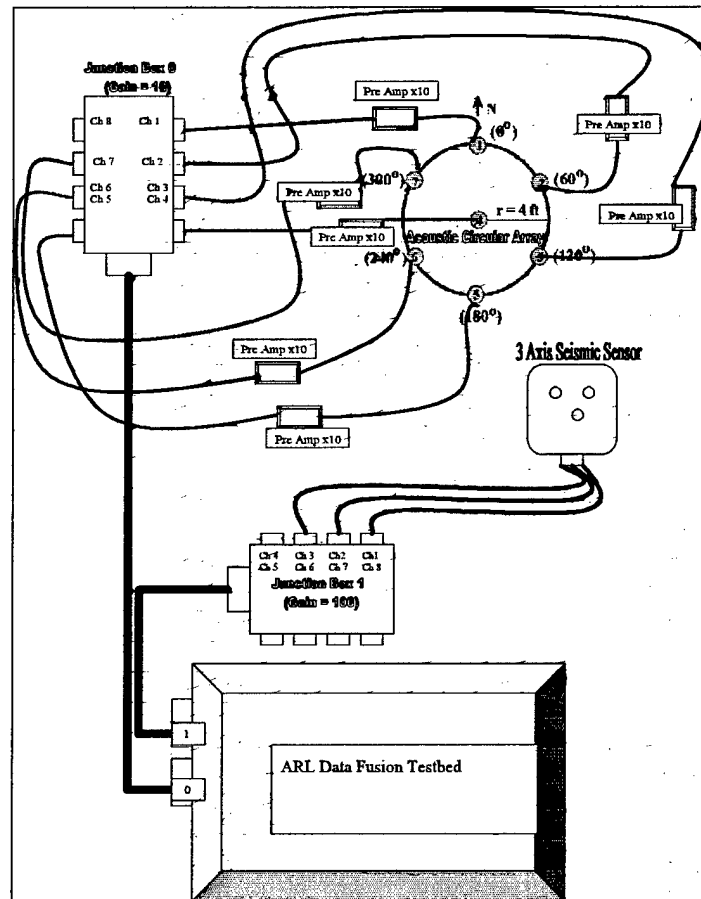 Junction Box 0
(Gain = 10)
Ch 8 Ch 1
Ch 7 Ch 2
Ch 6 Ch 3
Ch 5 Ch 4
Pre Amp x10
N
(0°)
1
Pre Amp x10
(300°)
(60°)
Pre Amp x10
r = 4 ft
Pre Amp x10
Pre Amp x10
Acoustic Circular Array
(240°)
(120°)
(180°)
Pre Amp x10
Pre Amp x10
3 Axis Seismic Sensor
Ch 4 Ch 3 Ch2 Ch1
Ch 5 Ch 6 Ch 7 Ch 8
Junction Box 1
(Gain = 100)
1
ARL Data Fusion Testbed
0